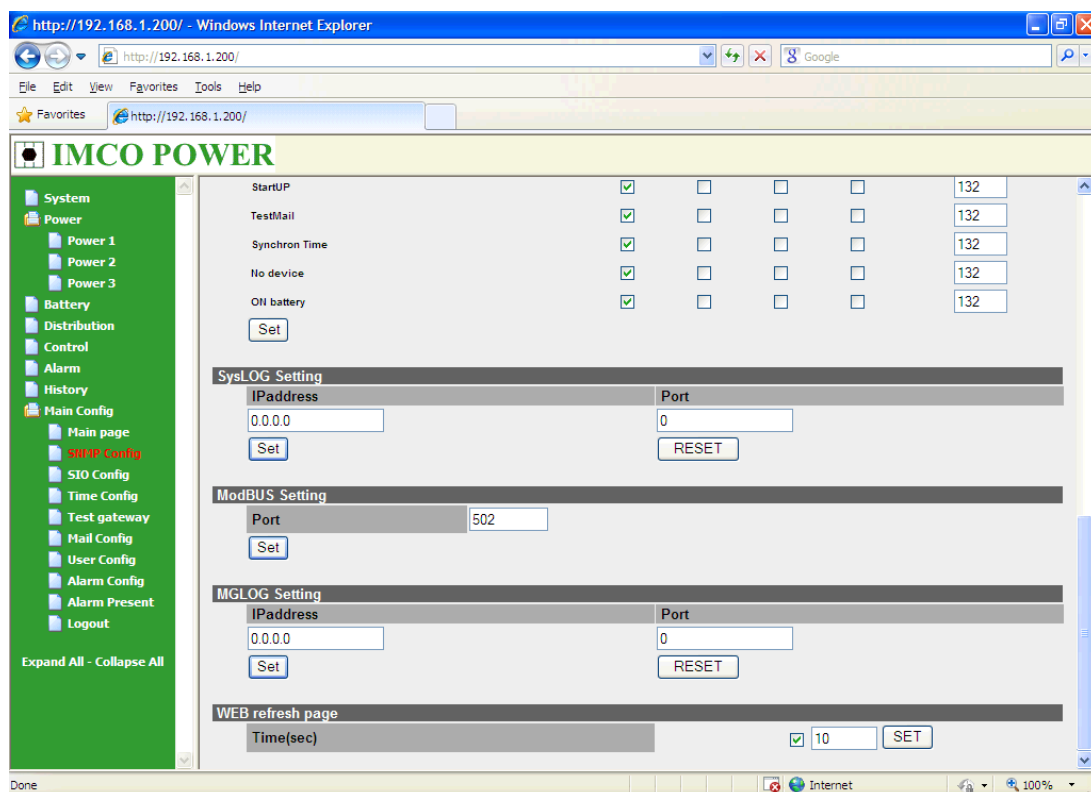 http://192.168.1.200/ - Windows Internet Explorer
http://192.168.1.200/
Google
File Edit View Favorites Tools Help
Favorites http://192.168.1.200/
IMCO POWER
System
Power
Power 1
Power 2
Power 3
Battery
Distribution
Control
Alarm
History
Main Config
Main page
SNMP Config
SIO Config
Time Config
Test gateway
Mail Config
User Config
Alarm Config
Alarm Present
Logout
Expand All - Collapse All
StartUP 132
TestMail 132
Synchron Time 132
No device 132
ON battery 132
Set
SysLOG Setting
IPaddress Port
0.0.0.0 0
Set RESET
ModBUS Setting
Port 502
Set
MGLOG Setting
IPaddress Port
0.0.0.0 0
Set RESET
WEB refresh page
Time(sec) 10 SET
Done Internet 100%